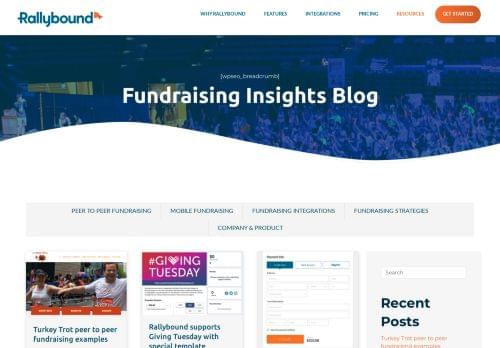 Rallybound
WHY RALLYBOUND
FEATURES
INTEGRATIONS
PRICING
RESOURCES
GET STARTED
[wpseo_breadcrumb]
Fundraising Insights Blog
PEER TO PEER FUNDRAISING
MOBILE FUNDRAISING
FUNDRAISING INTEGRATIONS
FUNDRAISING STRATEGIES
COMPANY & PRODUCT
#GIVING
TUESDAY
Turkey Trot peer to peer
fundraising examples
Rallybound supports
Giving Tuesday with
special template
Search
Recent
Posts
Turkey Trot peer to peer
fundraising examples